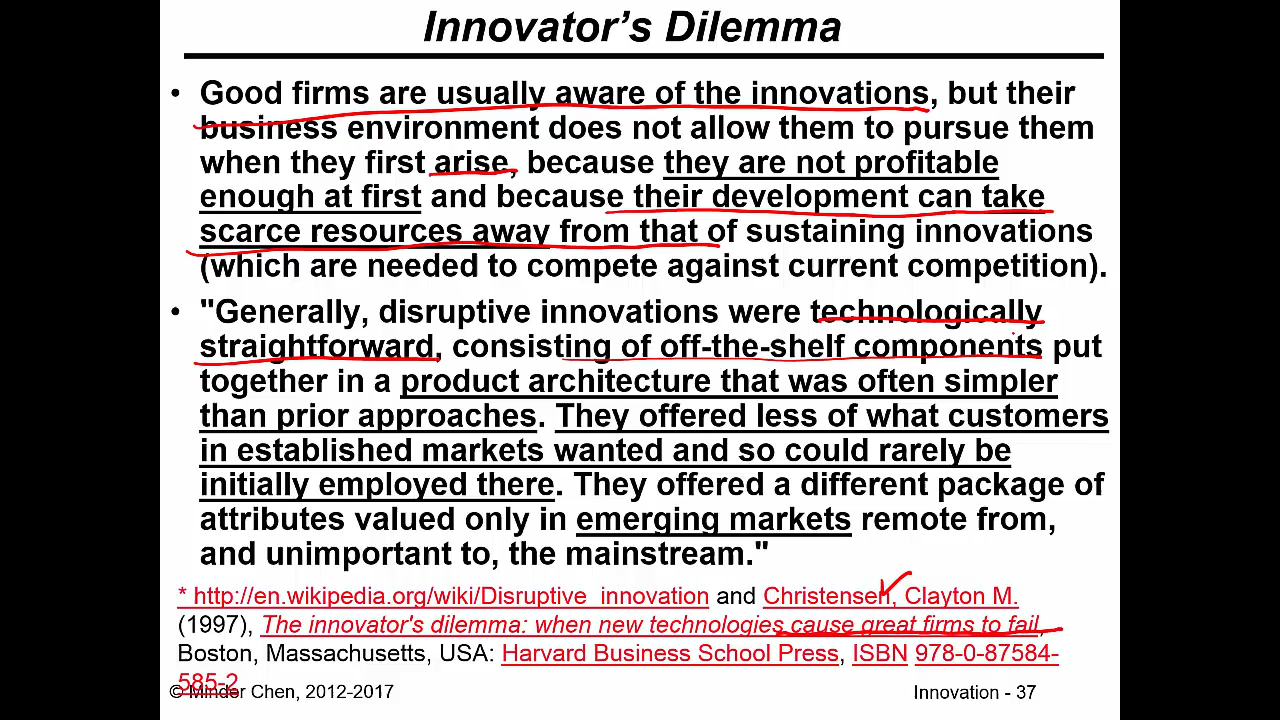 Innovator's Dilemma
• Good firms are usually aware of the innovations, but their
business environment does not allow them to pursue them
when they first arise, because they are not profitable
enough at first and because their development can take
scarce resources away from that of sustaining innovations
(which are needed to compete against current competition).
• "Generally, disruptive innovations were technologically
straightforward, consisting of off-the-shelf components put
together in a product architecture that was often simpler
than prior approaches. They offered less of what customers
in established markets wanted and so could rarely be
initially employed there. They offered a different package of
attributes valued only in emerging markets remote from,
and unimportant to, the mainstream."
* http://en.wikipedia.org/wiki/Disruptive_innovation and Christensen, Clayton M.
(1997), The innovator's dilemma: when new technologies cause great firms to fail,
Boston, Massachusetts, USA: Harvard Business School Press, ISBN 978-0-87584-
585-2
© Minder Chen, 2012-2017
Innovation - 37